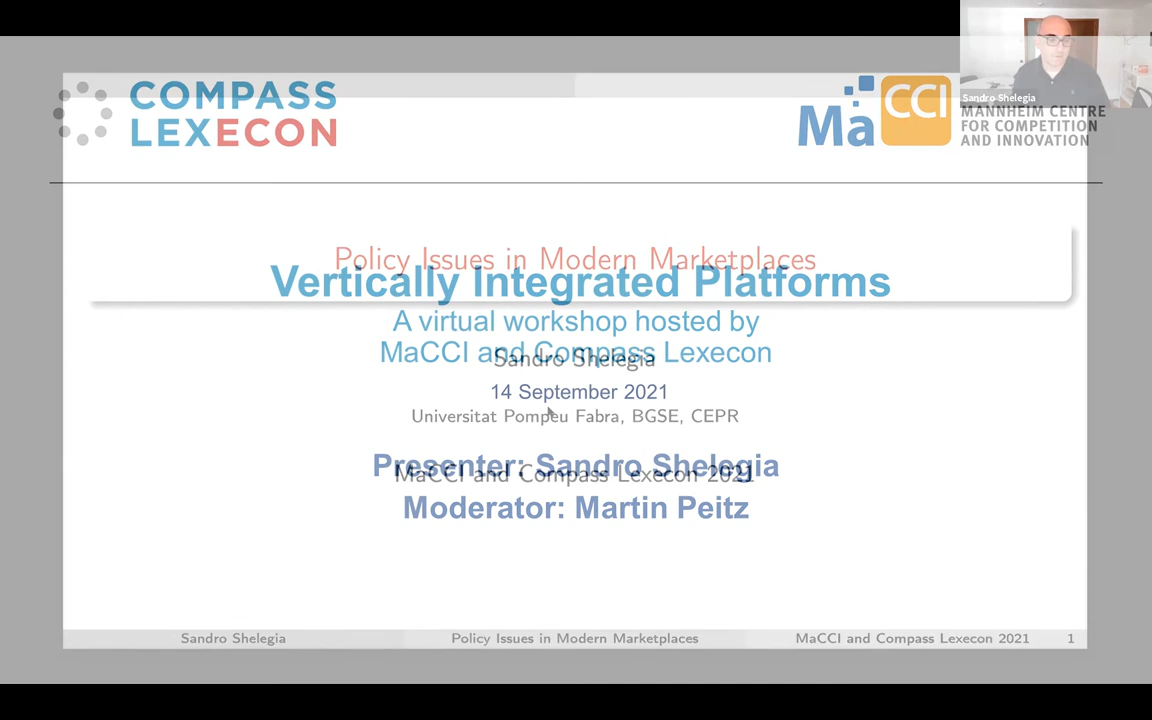 COMPASS
LEXECON
Ma CCI
Sandro Shelegia
MANNHEIM CENTRE
FOR COMPETITION
AND INNOVATION
Policy Issues in Modern Marketplaces
Vertically Integrated Platforms
A virtual workshop hosted by
MaCCI and Compass Lexecon
Sandro Shelegia
14 September 2021
Universitat Pompeu Fabra, BGSE, CEPR
Presenter: Sandro Shelegia
MaCCI and Compass Lexecon 2021
Moderator: Martin Peitz
Sandro Shelegia Policy Issues in Modern Marketplaces MaCCI and Compass Lexecon 2021 1